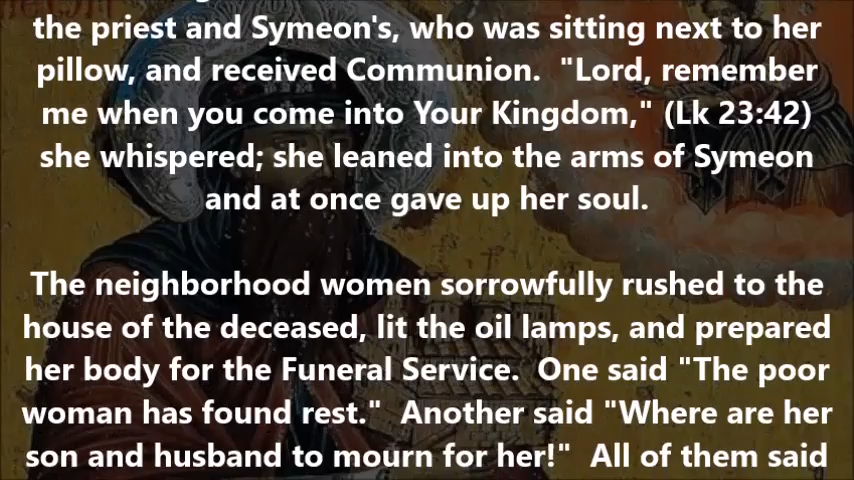 the priest and Symeon's, who was sitting next to her
pillow, and received Communion.  "Lord, remember
me when you come into Your Kingdom," (Lk 23:42)
she whispered; she leaned into the arms of Symeon
and at once gave up her soul.
The neighborhood women sorrowfully rushed to the
house of the deceased, lit the oil lamps, and prepared
her body for the Funeral Service.  One said "The poor
woman has found rest."  Another said "Where are her
son and husband to mourn for her!"  All of them said